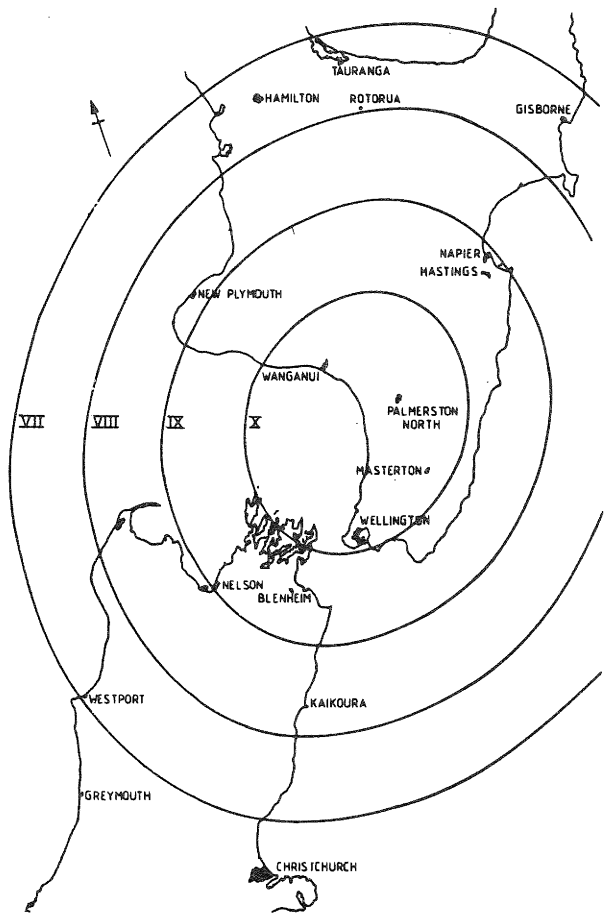 TAURANGA
HAMILTON
ROTORUA
GISBORNE
NAPIER
HASTINGS
NEW PLYMOUTH
WANGANUI
PALMERSTON
NORTH
VII
VIII
IX
X
MASTERTON
WELLINGTON
NELSON
BLENHEIM
WESTPORT
KAIKOURA
GREYMOUTH
CHRISTCHURCH